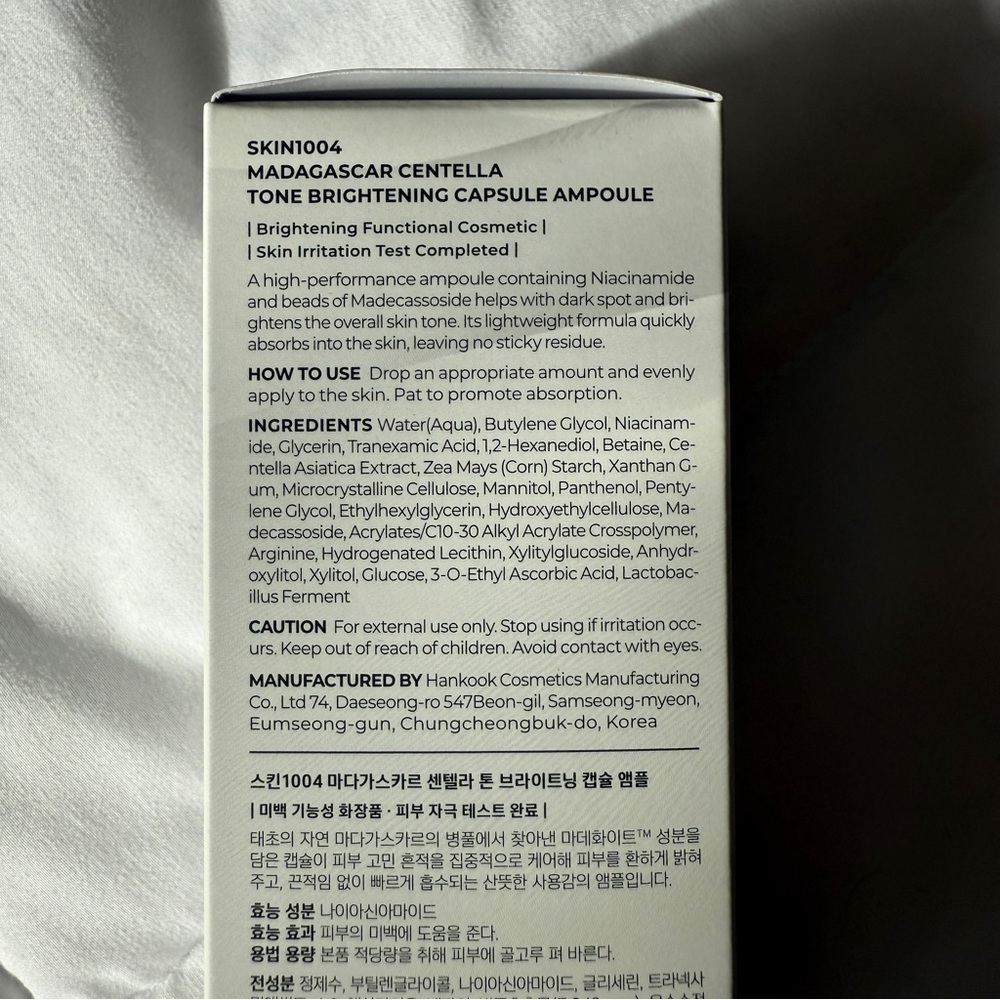 SKIN1004
MADAGASCAR CENTELLA
TONE BRIGHTENING CAPSULE AMPOULE
| Brightening Functional Cosmetic |
| Skin Irritation Test Completed |
A high-performance ampoule containing Niacinamide
and beads of Madecassoside helps with dark spot and bri-
ghtens the overall skin tone. Its lightweight formula quickly
absorbs into the skin, leaving no sticky residue.
HOW TO USE Drop an appropriate amount and evenly
apply to the skin. Pat to promote absorption.
INGREDIENTS Water(Aqua), Butylene Glycol, Niacinam-
ide, Glycerin, Tranexamic Acid, 1,2-Hexanediol, Betaine, Ce-
ntella Asiatica Extract, Zea Mays (Corn) Starch, Xanthan G-
um, Microcrystalline Cellulose, Mannitol, Panthenol, Penty-
lene Glycol, Ethylhexylglycerin, Hydroxyethylcellulose, Ma-
decassoside, Acrylates/C10-30 Alkyl Acrylate Crosspolymer,
Arginine, Hydrogenated Lecithin, Xylitylglucoside, Anhydr-
oxylitol, Xylitol, Glucose, 3-O-Ethyl Ascorbic Acid, Lactobac-
illus Ferment
CAUTION For external use only. Stop using if irritation occ-
urs. Keep out of reach of children. Avoid contact with eyes.
MANUFACTURED BY Hankook Cosmetics Manufacturing
Co., Ltd 74, Daeseong-ro 547Beon-gil, Samseong-myeon,
Eumseong-gun, Chungcheongbuk-do, Korea
스킨1004 마다가스카르 센텔라 톤 브라이트닝 캡슐 앰플
| 미백 기능성 화장품 · 피부 자극 테스트 완료 |
태초의 자연 마다가스카르의 병풀에서 찾아낸 마데화이트™ 성분을
담은 캡슐이 피부 고민 흔적을 집중적으로 케어해 피부를 환하게 밝혀
주고, 끈적임 없이 빠르게 흡수되는 산뜻한 사용감의 앰플입니다.
효능 성분 나이아신아마이드
효능 효과 피부의 미백에 도움을 준다.
용법 용량 본품 적당량을 취해 피부에 골고루 펴 바른다.
전성분 정제수, 부틸렌글라이콜, 나이아신아마이드, 글리세린, 트라넥사